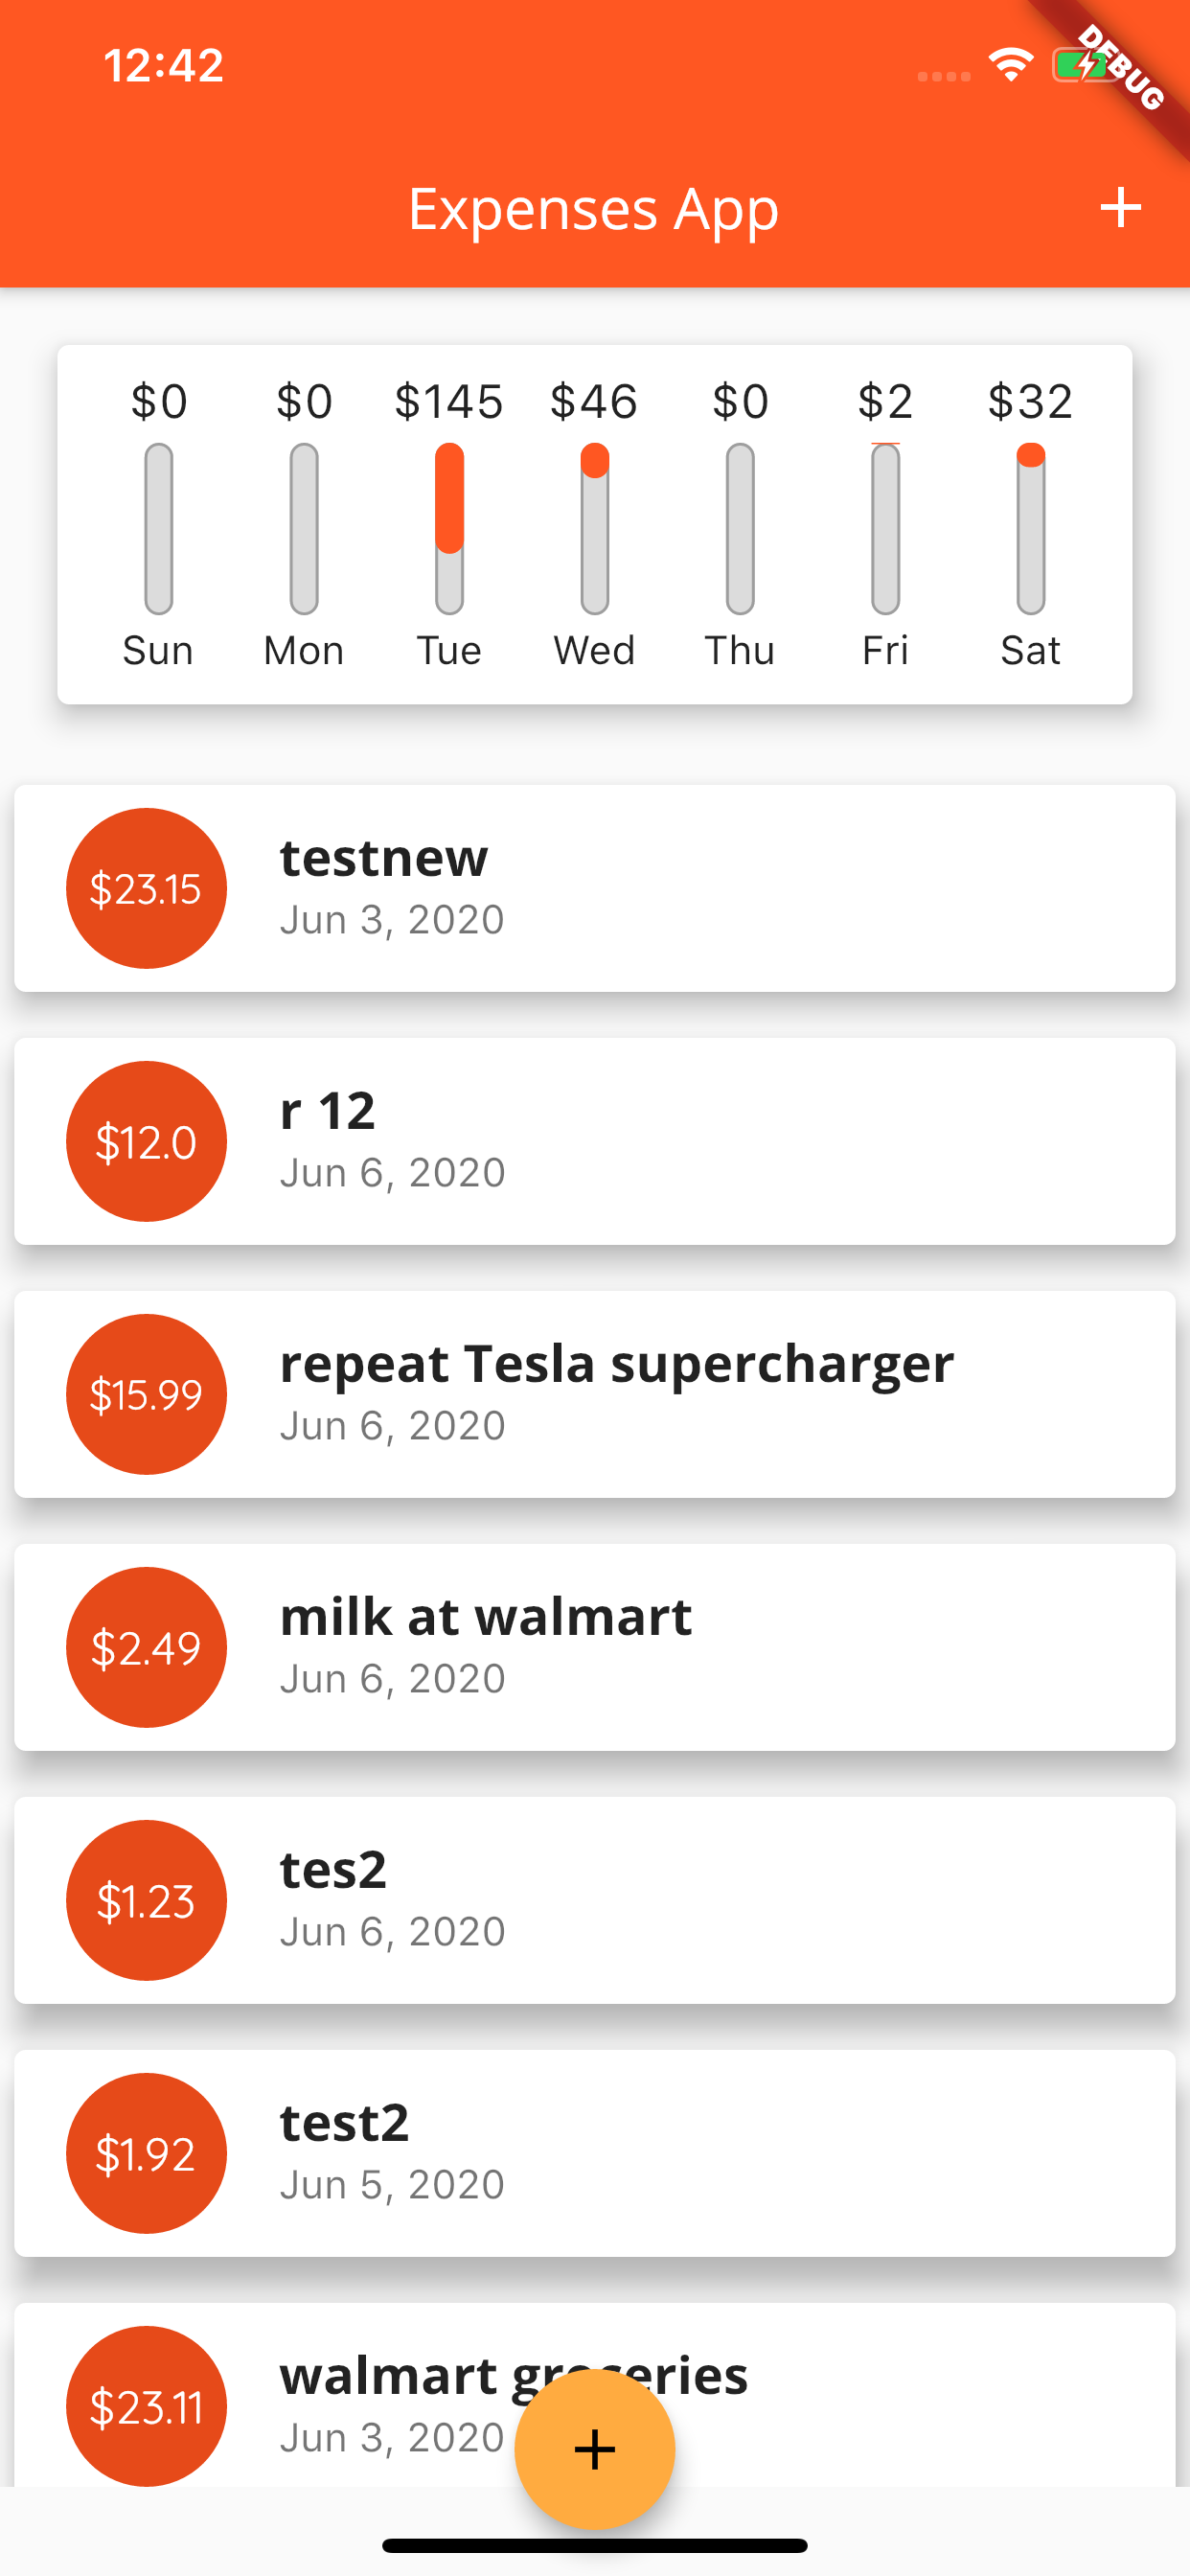 12:42
DEBUG
Expenses App
$0 $0 $145 $46 $0 $2 $32
Sun Mon Tue Wed Thu Fri Sat
$23.15
testnew
Jun 3, 2020
$12.0
r 12
Jun 6, 2020
$15.99
repeat Tesla supercharger
Jun 6, 2020
$2.49
milk at walmart
Jun 6, 2020
$1.23
tes2
Jun 6, 2020
$1.92
test2
Jun 5, 2020
$23.11
walmart groceries
Jun 3, 2020